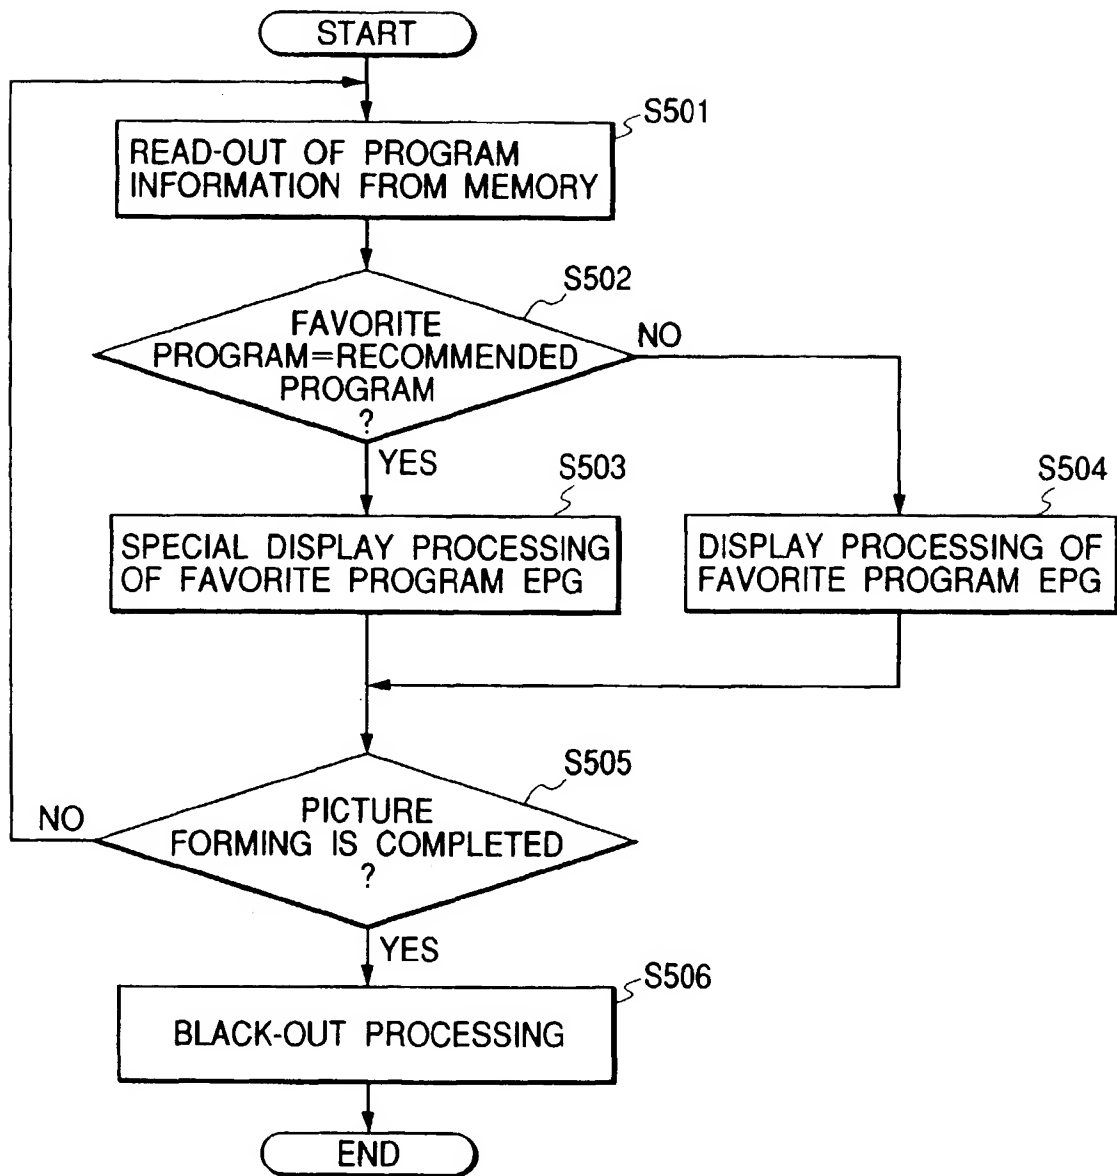 START
S501
READ-OUT OF PROGRAM
INFORMATION FROM MEMORY
S502
FAVORITE
PROGRAM=RECOMMENDED
PROGRAM
?
NO
YES
S503
SPECIAL DISPLAY PROCESSING
OF FAVORITE PROGRAM EPG
S504
DISPLAY PROCESSING OF
FAVORITE PROGRAM EPG
S505
PICTURE
FORMING IS COMPLETED
?
NO
YES
S506
BLACK-OUT PROCESSING
END